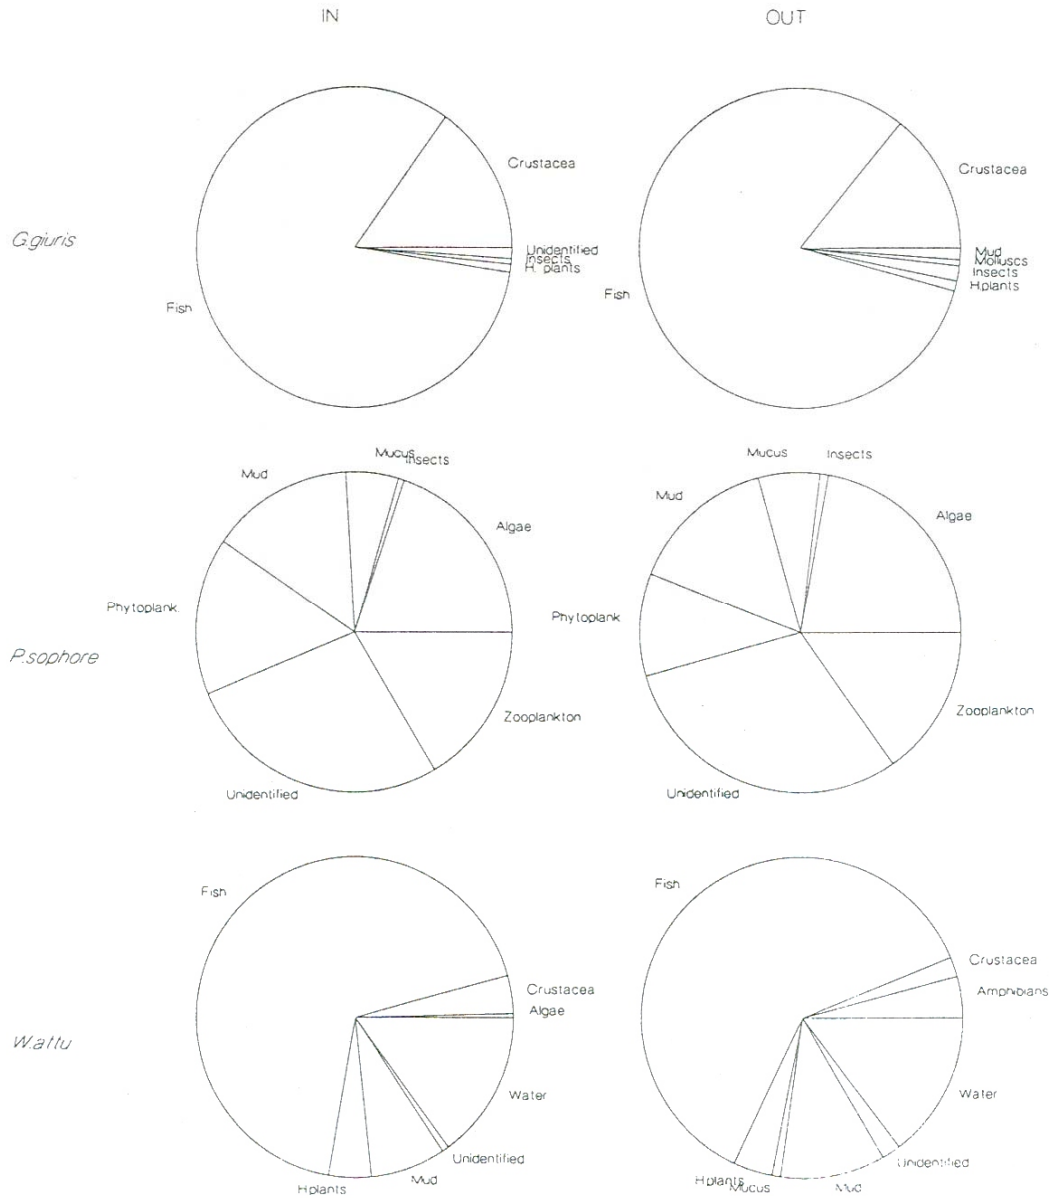 IN
OUT
G.giuris
Crustacea
Unidentified
Insects
H. plants
Fish
Crustacea
Mud
Molluscs
Insects
H.plants
Fish
P.sophore
Mucus
Insects
Mud
Algae
Phytoplank.
Zooplankton
Unidentified
Mucus
Insects
Mud
Algae
Phytoplank
Zooplankton
Unidentified
W.attu
Fish
Crustacea
Algae
Water
Unidentified
Mud
H.plants
Fish
Crustacea
Amphibians
Water
Unidentified
Mud
Mucus
H.plants